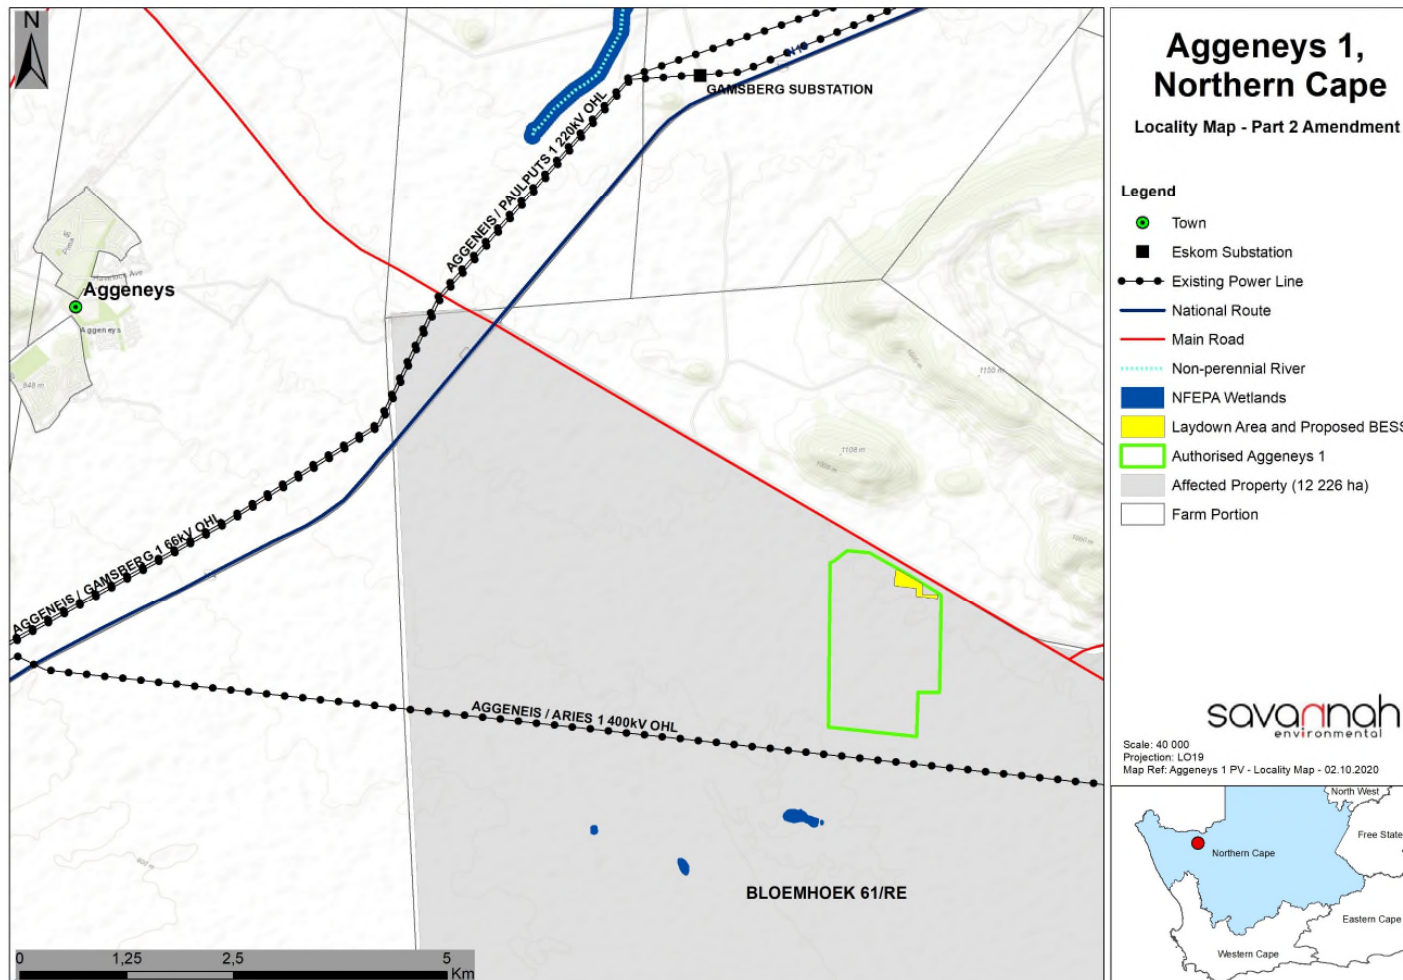 N
N14
GAMSBERG SUBSTATION
AGGENEIS / PAULPUTS 1 220kV OHL
Aggeneys
Aggeneys
848 m
1150 m
1108 m
AGGENEIS / GAMSBERG 1 66kV OHL
AGGENEIS / ARIES 1 400kV OHL
BLOEMHOEK 61/RE
0 1,25 2,5 5
Km
Aggeneys 1,
Northern Cape
Locality Map - Part 2 Amendment
Legend
Town
Eskom Substation
Existing Power Line
National Route
Main Road
Non-perennial River
NFEPA Wetlands
Laydown Area and Proposed BESS
Authorised Aggeneys 1
Affected Property (12 226 ha)
Farm Portion
savannah
environmental
Scale: 40 000
Projection: LO19
Map Ref: Aggeneys 1 PV - Locality Map - 02.10.2020
North West
Free State
Northern Cape
Eastern Cape
Western Cape